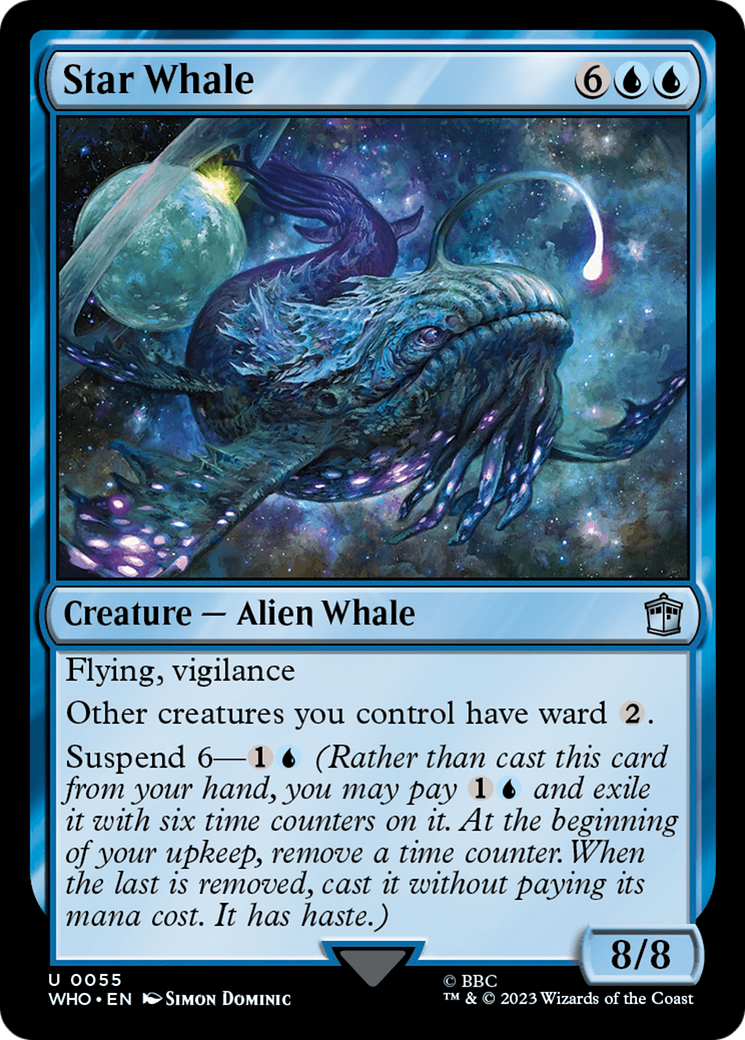 Star Whale 6
Creature — Alien Whale
Flying, vigilance
Other creatures you control have ward 2.
Suspend 6—1 (Rather than cast this card
from your hand, you may pay 1 and exile
it with six time counters on it. At the beginning
of your upkeep, remove a time counter. When
the last is removed, cast it without paying its
mana cost. It has haste.)
8/8
U 0055
WHO • EN Simon Dominic
© BBC
™ & © 2023 Wizards of the Coast